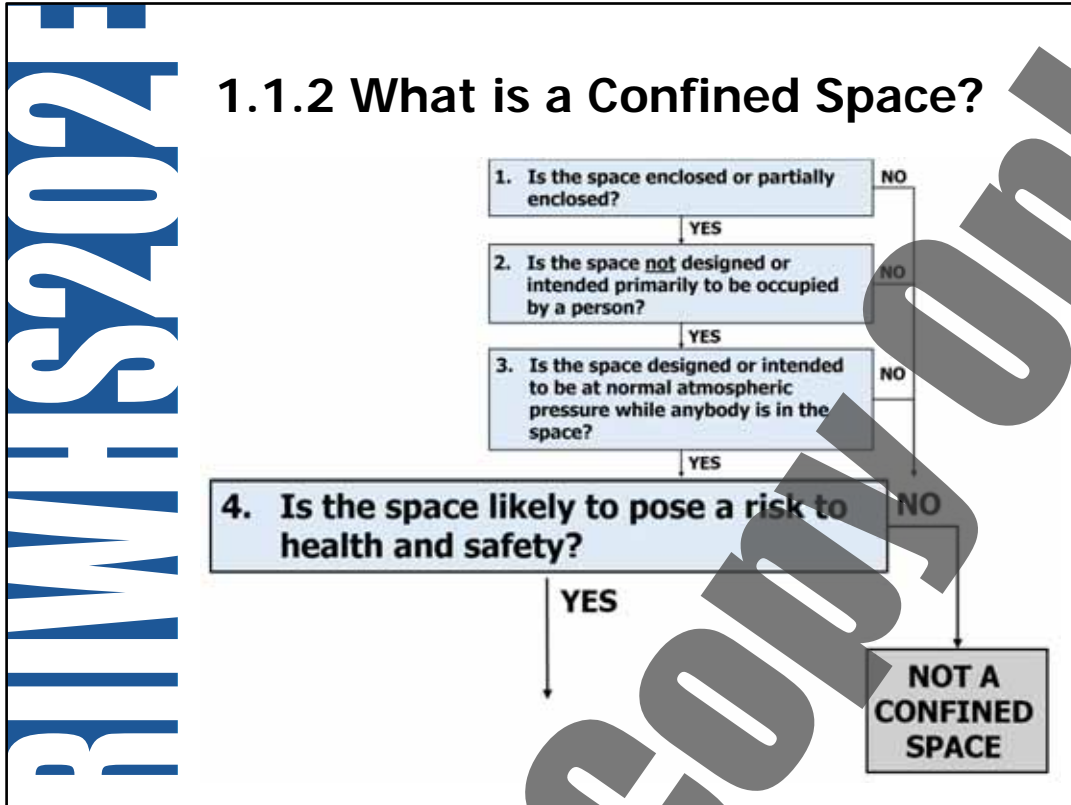 1.1.2 What is a Confined Space?
1. Is the space enclosed or partially
enclosed?
NO
YES
2. Is the space not designed or
intended primarily to be occupied
by a person?
NO
YES
3. Is the space designed or intended
to be at normal atmospheric
pressure while anybody is in the
space?
NO
YES
4. Is the space likely to pose a risk to
health and safety?
NO
YES
NOT A
CONFINED
SPACE
Copy On
RIIWHS202E